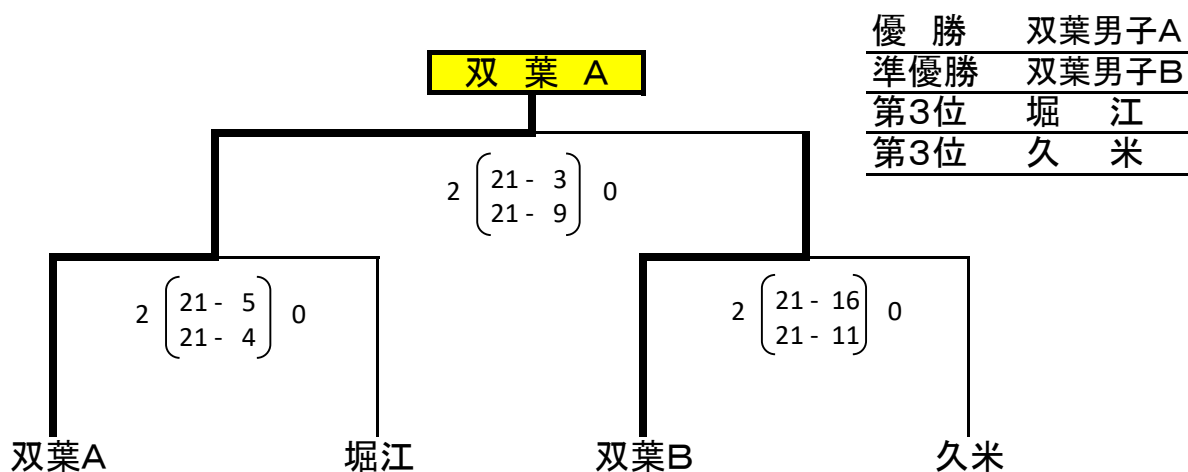 優 勝 双葉男子A
準優勝 双葉男子B
第3位 堀 江
第3位 久 米
双 葉 A
2 21 - 3 0
21 - 9
2 21 - 5 0
21 - 4
2 21 - 16 0
21 - 11
双葉A 堀江 双葉B 久米